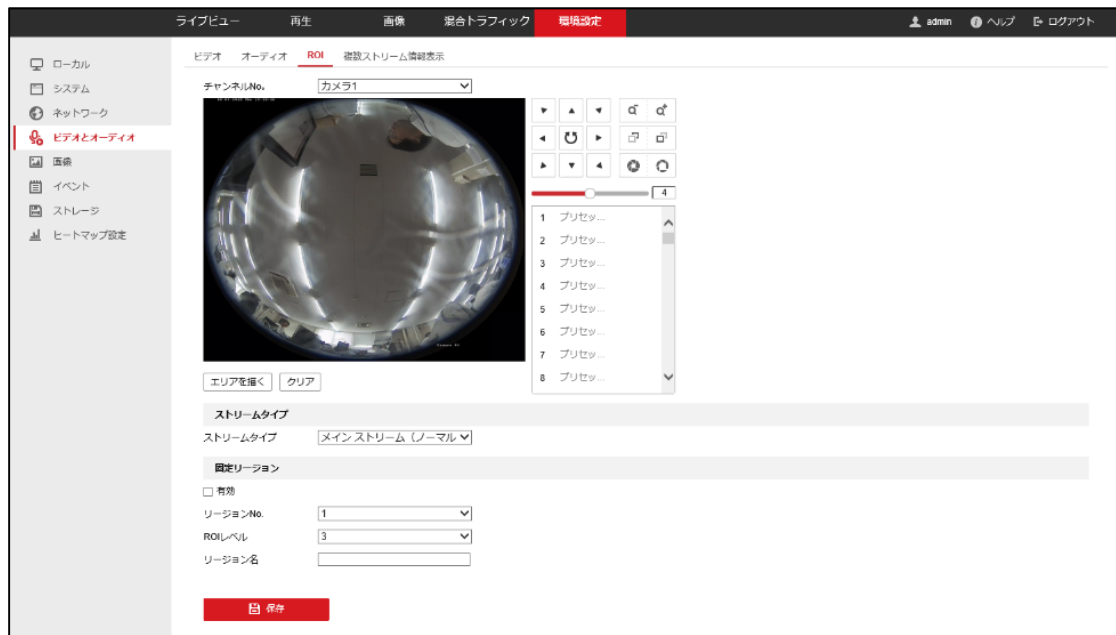 ライブビュー 再生 画像 混合トラフィック 環境設定 admin ヘルプ ログアウト
ローカル
システム
ネットワーク
ビデオとオーディオ
画像
イベント
ストレージ
ヒートマップ設定
ビデオ オーディオ ROI 複数ストリーム情報表示
チャンネルNo. カメラ1
4
1 プリセッ...
2 プリセッ...
3 プリセッ...
4 プリセッ...
5 プリセッ...
6 プリセッ...
7 プリセッ...
8 プリセッ...
エリアを描く クリア
ストリームタイプ
ストリームタイプ メイン ストリーム（ノーマル
固定リージョン
有効
リージョンNo. 1
ROIレベル 3
リージョン名
保存